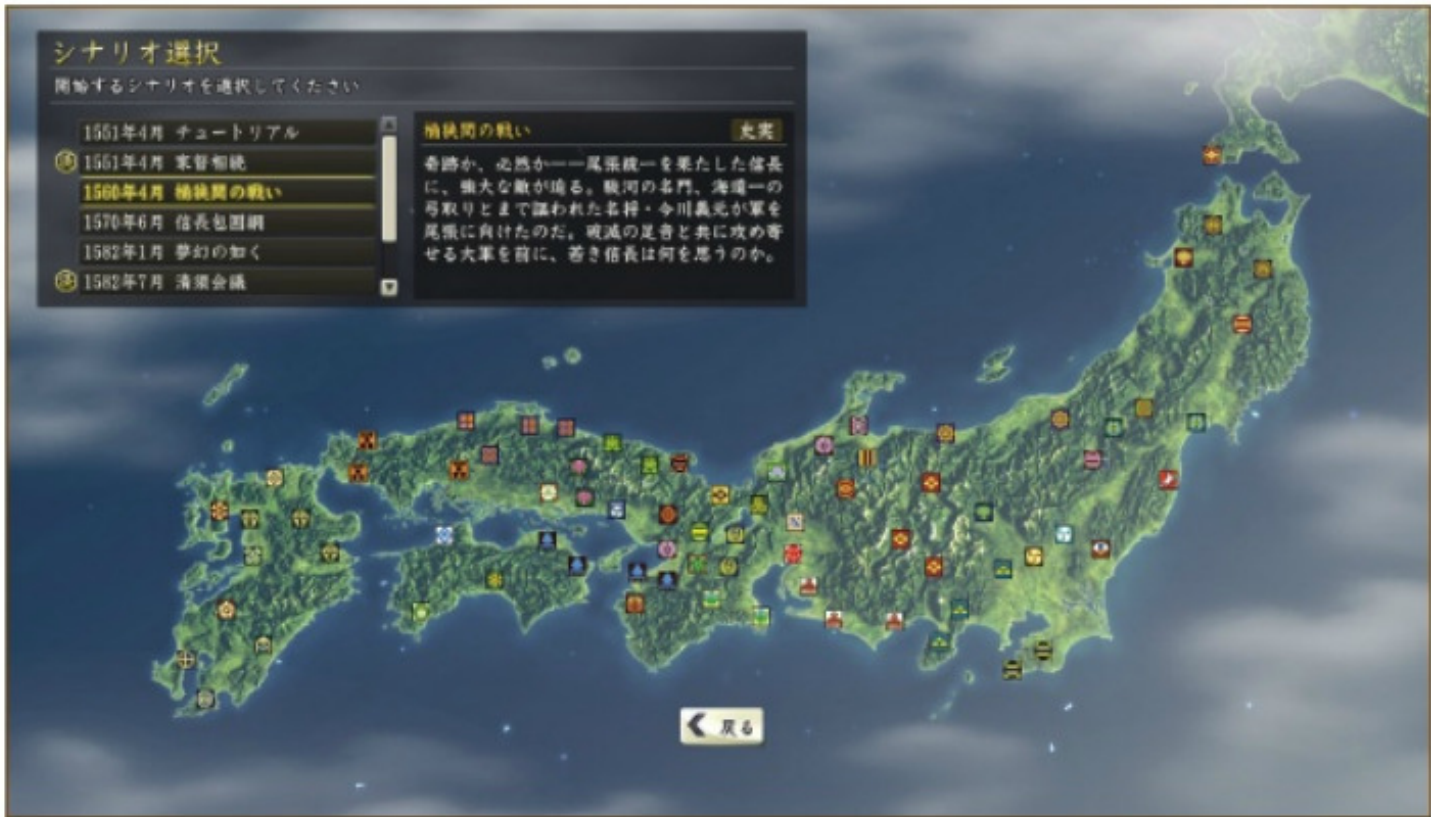 シナリオ選択
開始するシナリオを選択してください
1551年4月 チュートリアル
1551年4月 家督相続
1560年4月 桶狭間の戦い
1570年6月 信長包囲網
1582年1月 夢幻の如く
1582年7月 清須会議
桶狭間の戦い
史実
奇跡か、必然か――尾張統一を果たした信長
に、強大な敵が迫る。駿河の名門、海道一の
弓取りとまで謳われた名将・今川義元が軍を
尾張に向けたのだ。破滅の足音と共に攻め寄
せる大軍を前に、若き信長は何を思うのか。
戻る